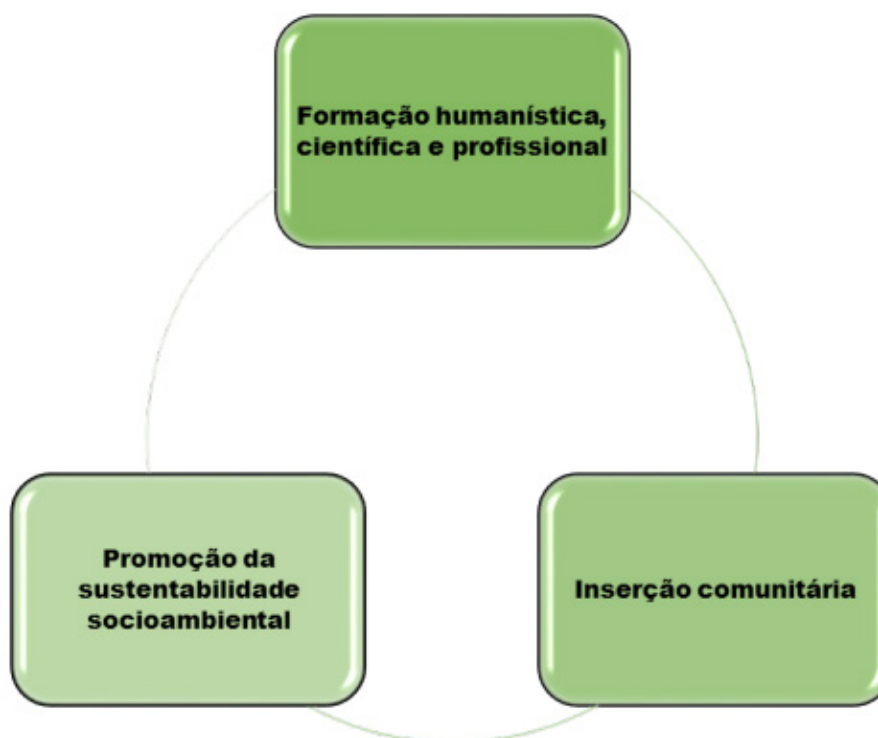 Formação humanística,
científica e profissional
Promoção da
sustentabilidade
socioambiental
Inserção comunitária